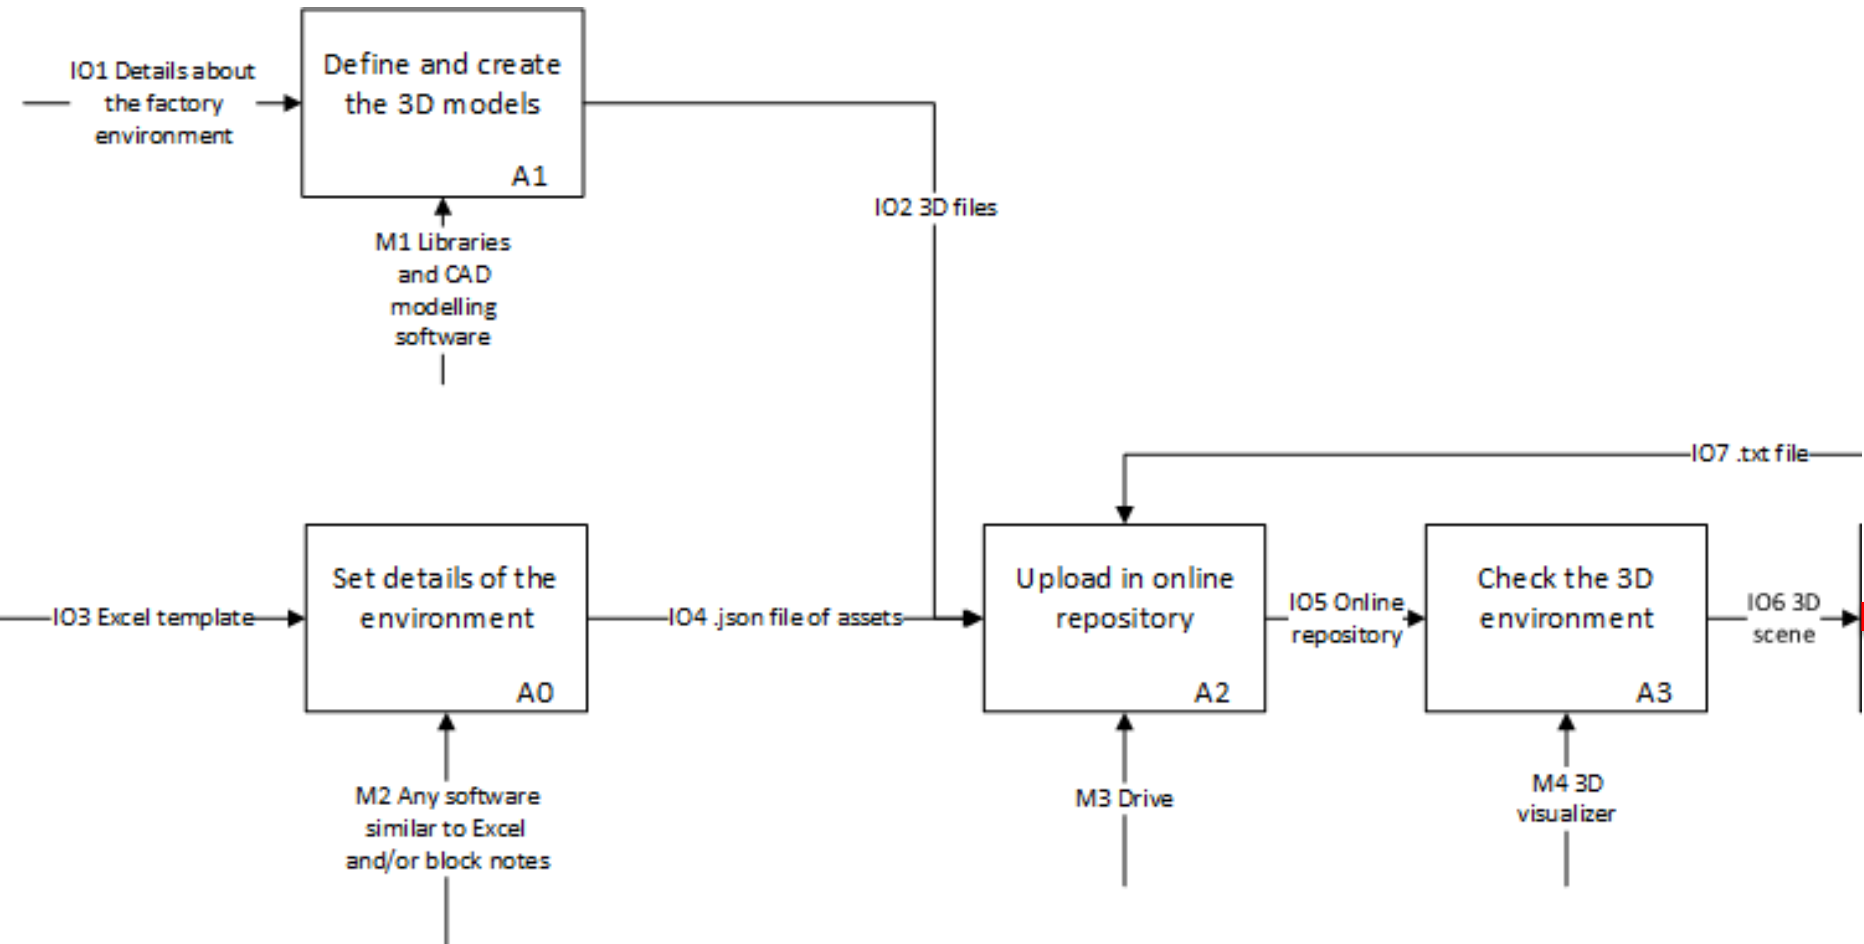 IO1 Details about
the factory
environment
Define and create
the 3D models
A1
M1 Libraries
and CAD
modelling
software
IO2 3D files
IO7 .txt file
IO3 Excel template
Set details of the
environment
A0
IO4 .json file of assets
Upload in online
repository
A2
IO5 Online
repository
Check the 3D
environment
A3
IO6 3D
scene
M2 Any software
similar to Excel
and/or block notes
M3 Drive
M4 3D
visualizer